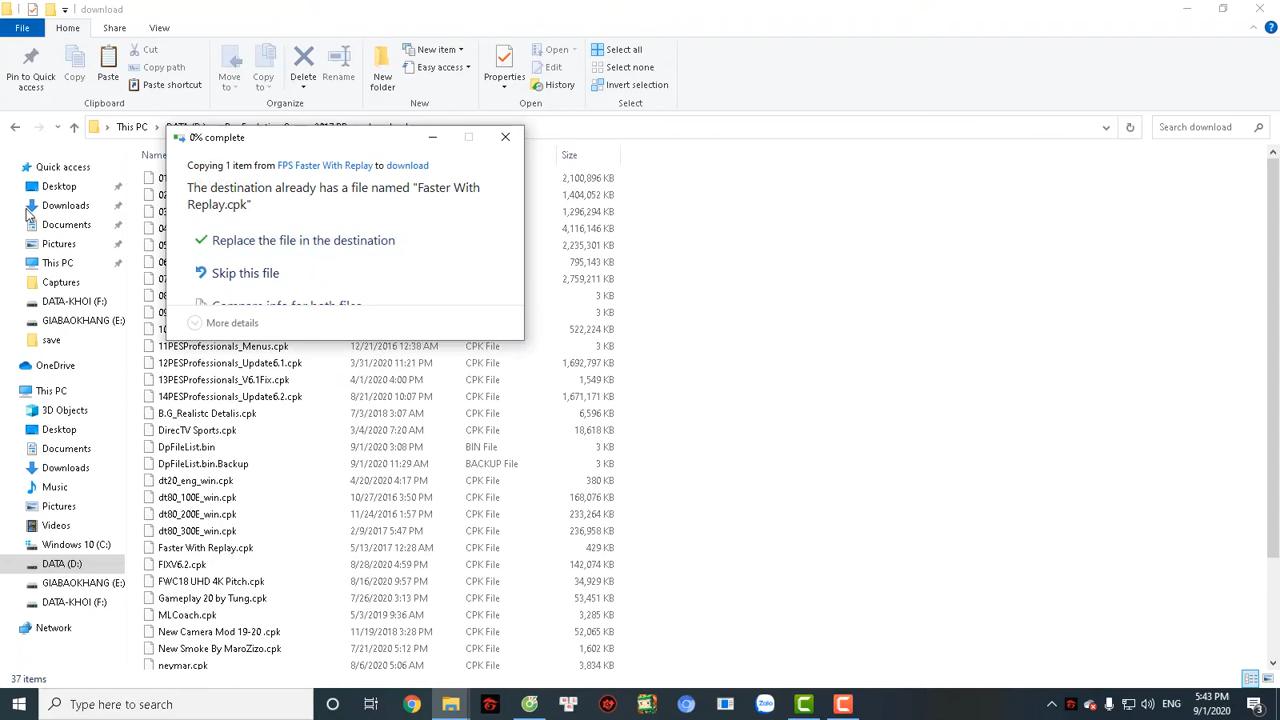 download
File
Home
Share
View
Pin to Quick
access
Copy
Paste
Cut
Copy path
Paste shortcut
Clipboard
Move
to
Copy
to
Delete
Rename
Organize
New
folder
New item
Easy access
New
Properties
Open
Edit
History
Open
Select all
Select none
Invert selection
Select
This PC
DATA (D:)
Search download
0% complete
Copying 1 item from FPS Faster With Replay to download
The destination already has a file named "Faster With
Replay.cpk"
Replace the file in the destination
Skip this file
Compare info for both files
More details
Quick access
Desktop
Downloads
Documents
Pictures
This PC
Captures
DATA-KHOI (F:)
GIABAOKHANG (E:)
save
OneDrive
This PC
3D Objects
Desktop
Documents
Downloads
Music
Pictures
Videos
Windows 10 (C:)
DATA (D:)
GIABAOKHANG (E:)
DATA-KHOI (F:)
Network
Size
2,100,896 KB
1,404,052 KB
1,296,294 KB
4,116,146 KB
2,235,301 KB
795,143 KB
2,759,211 KB
3 KB
3 KB
522,224 KB
11PESProfessionals_Menus.cpk 12/21/2016 12:38 AM CPK File 3 KB
12PESProfessionals_Update6.1.cpk 3/31/2020 11:21 PM CPK File 1,692,797 KB
13PESProfessionals_V6.1Fix.cpk 4/1/2020 4:00 PM CPK File 1,549 KB
14PESProfessionals_Update6.2.cpk 8/21/2020 10:07 PM CPK File 1,671,171 KB
B.G_Realistc Detalis.cpk 7/3/2018 3:07 AM CPK File 6,596 KB
DirecTV Sports.cpk 3/4/2020 7:20 AM CPK File 18,618 KB
DpFileList.bin 9/1/2020 3:08 PM BIN File 3 KB
DpFileList.bin.Backup 9/1/2020 11:29 AM BACKUP File 3 KB
dt20_eng_win.cpk 4/20/2020 4:17 PM CPK File 380 KB
dt80_100E_win.cpk 10/27/2016 3:50 PM CPK File 168,076 KB
dt80_200E_win.cpk 11/24/2016 1:57 PM CPK File 233,264 KB
dt80_300E_win.cpk 2/9/2017 5:47 PM CPK File 236,958 KB
Faster With Replay.cpk 5/13/2017 12:28 AM CPK File 429 KB
FIXV6.2.cpk 8/28/2020 4:59 PM CPK File 142,074 KB
FWC18 UHD 4K Pitch.cpk 8/16/2020 9:57 PM CPK File 34,929 KB
Gameplay 20 by Tung.cpk 7/26/2020 3:13 PM CPK File 53,451 KB
MLCoach.cpk 5/3/2019 9:36 AM CPK File 3,285 KB
New Camera Mod 19-20 .cpk 11/19/2018 3:28 PM CPK File 52,065 KB
New Smoke By MaroZizo.cpk 7/21/2020 5:12 PM CPK File 1,602 KB
neymar.cpk 8/6/2020 5:06 AM CPK File 3,834 KB
37 items
Type here to search
Zalo
ENG
5:43 PM
9/1/2020
3